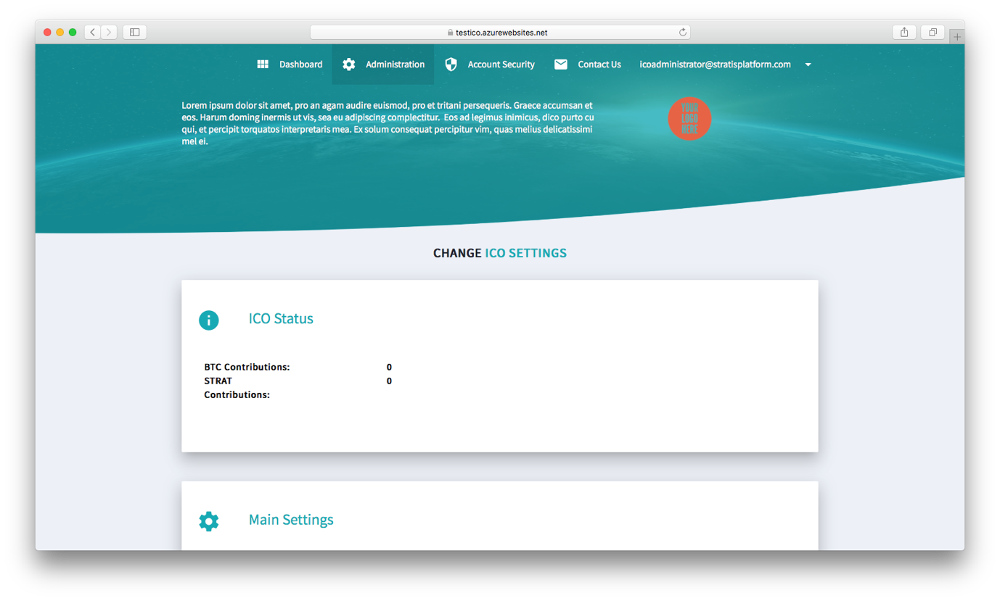 testico.azurewebsites.net
Dashboard
Administration
Account Security
Contact Us
icoadministrator@stratisplatform.com
Lorem ipsum dolor sit amet, pro an agam audire euismod, pro et tritani persequeris. Graece accumsan et
eos. Harum doming inermis ut vis, sea eu adipiscing complectitur. Eos ad legimus inimicus, dico purto cu
qui, et percipit torquatos interpretaris mea. Ex solum consequat percipitur vim, quas melius delicatissimi
mel ei.
YOUR
LOGO
HERE
CHANGE ICO SETTINGS
ICO Status
BTC Contributions: 0
STRAT 0
Contributions:
Main Settings